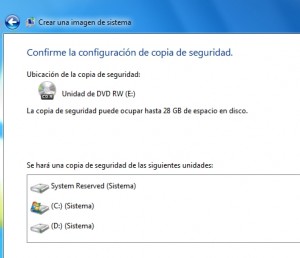 Crear una imagen de sistema
Confirme la configuración de copia de seguridad.
Ubicación de la copia de seguridad:
Unidad de DVD RW (E:)
La copia de seguridad puede ocupar hasta 28 GB de espacio en disco.
Se hará una copia de seguridad de las siguientes unidades:
System Reserved (Sistema)
(C:) (Sistema)
(D:) (Sistema)